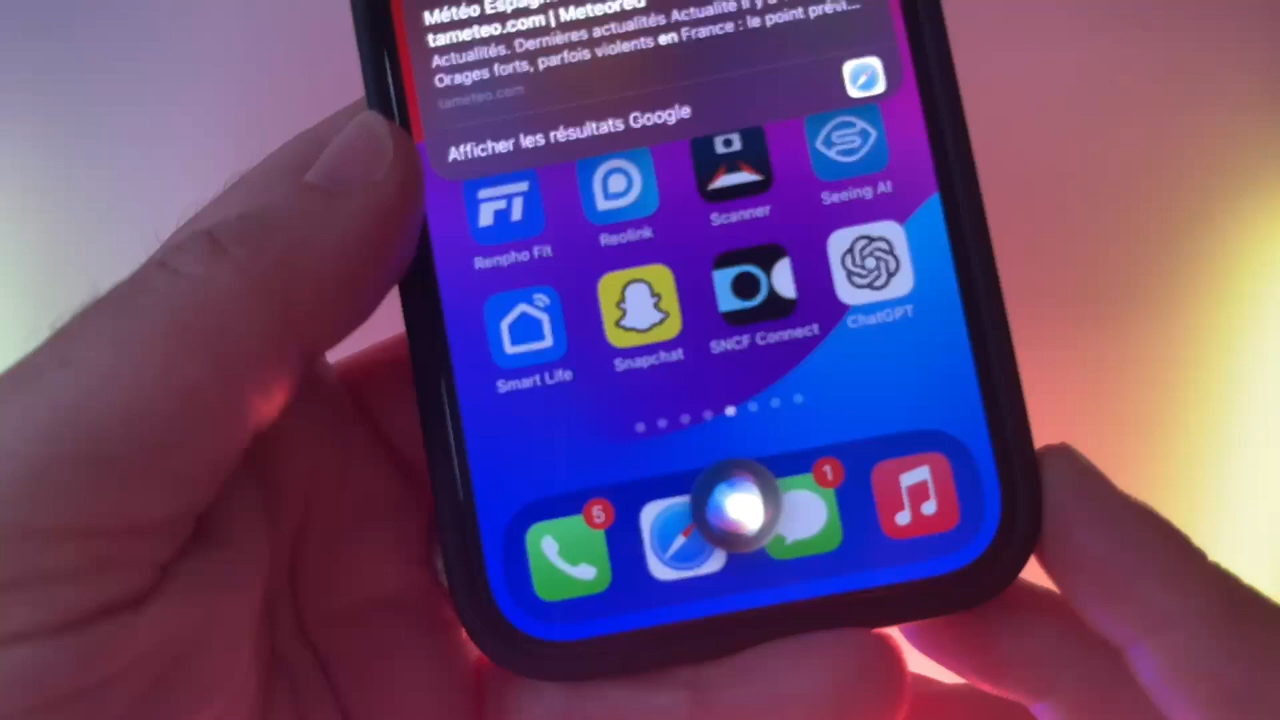 Météo
tameteo.com | Meteored
Actualités. Dernières actualités Actualité Il y a
Orages forts, parfois violents en France : le point prévi...
tameteo.com
Afficher les résultats Google
Renpho Fit
Reolink
Scanner
Seeing AI
Smart Life
Snapchat
SNCF Connect
ChatGPT
5
1